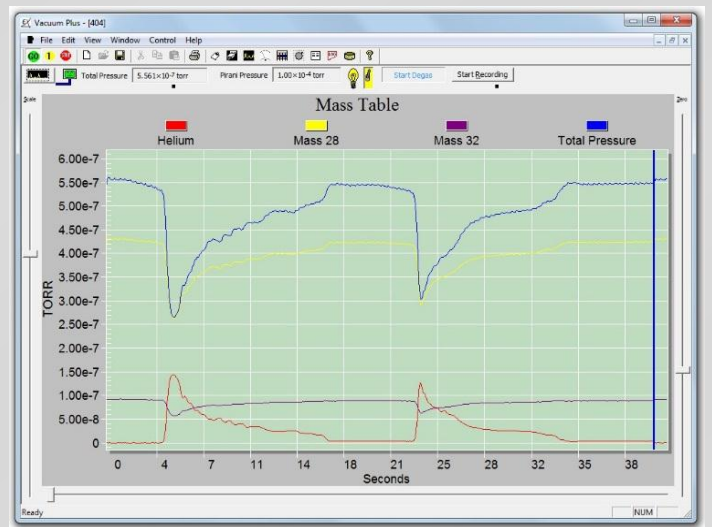 Vacuum Plus - [404]
File Edit View Window Control Help
Total Pressure 5.561×10⁻⁷ torr Pirani Pressure 1.00×10⁻⁴ torr Start Degas Start Recording
Scale
Zero
Mass Table
Helium Mass 28 Mass 32 Total Pressure
6.00e-7
5.50e-7
5.00e-7
4.50e-7
4.00e-7
3.50e-7
3.00e-7
2.50e-7
2.00e-7
1.50e-7
1.00e-7
5.00e-8
0
TORR
0 4 7 11 14 18 21 25 28 32 35 38
Seconds
Ready NUM